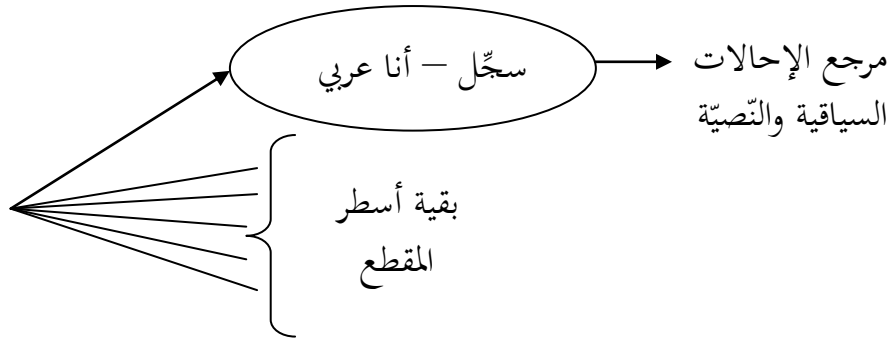 سجِّل – أنا عربي
مرجع الإحالات
السياقية والنّصيّة
بقية أسطر
المقطع